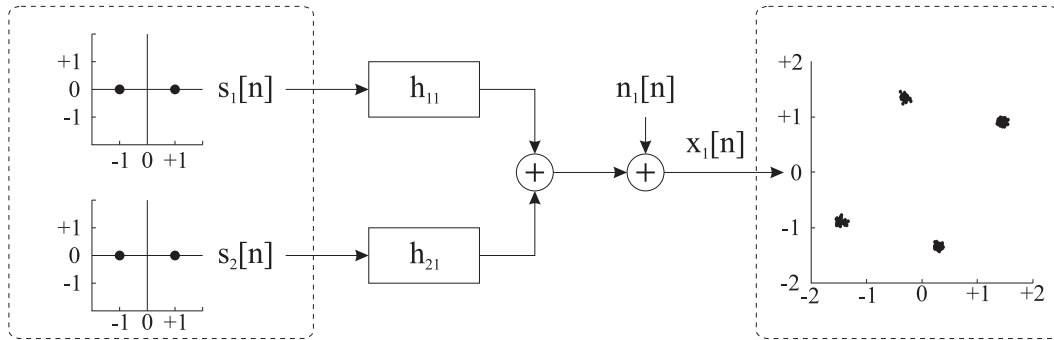 +1
0
-1
-1 0 +1
s₁[n]
h₁₁
n₁[n]
x₁[n]
+
+
+1
0
-1
-1 0 +1
s₂[n]
h₂₁
+2
+1
0
-1
-2
-2 -1 0 +1 +2